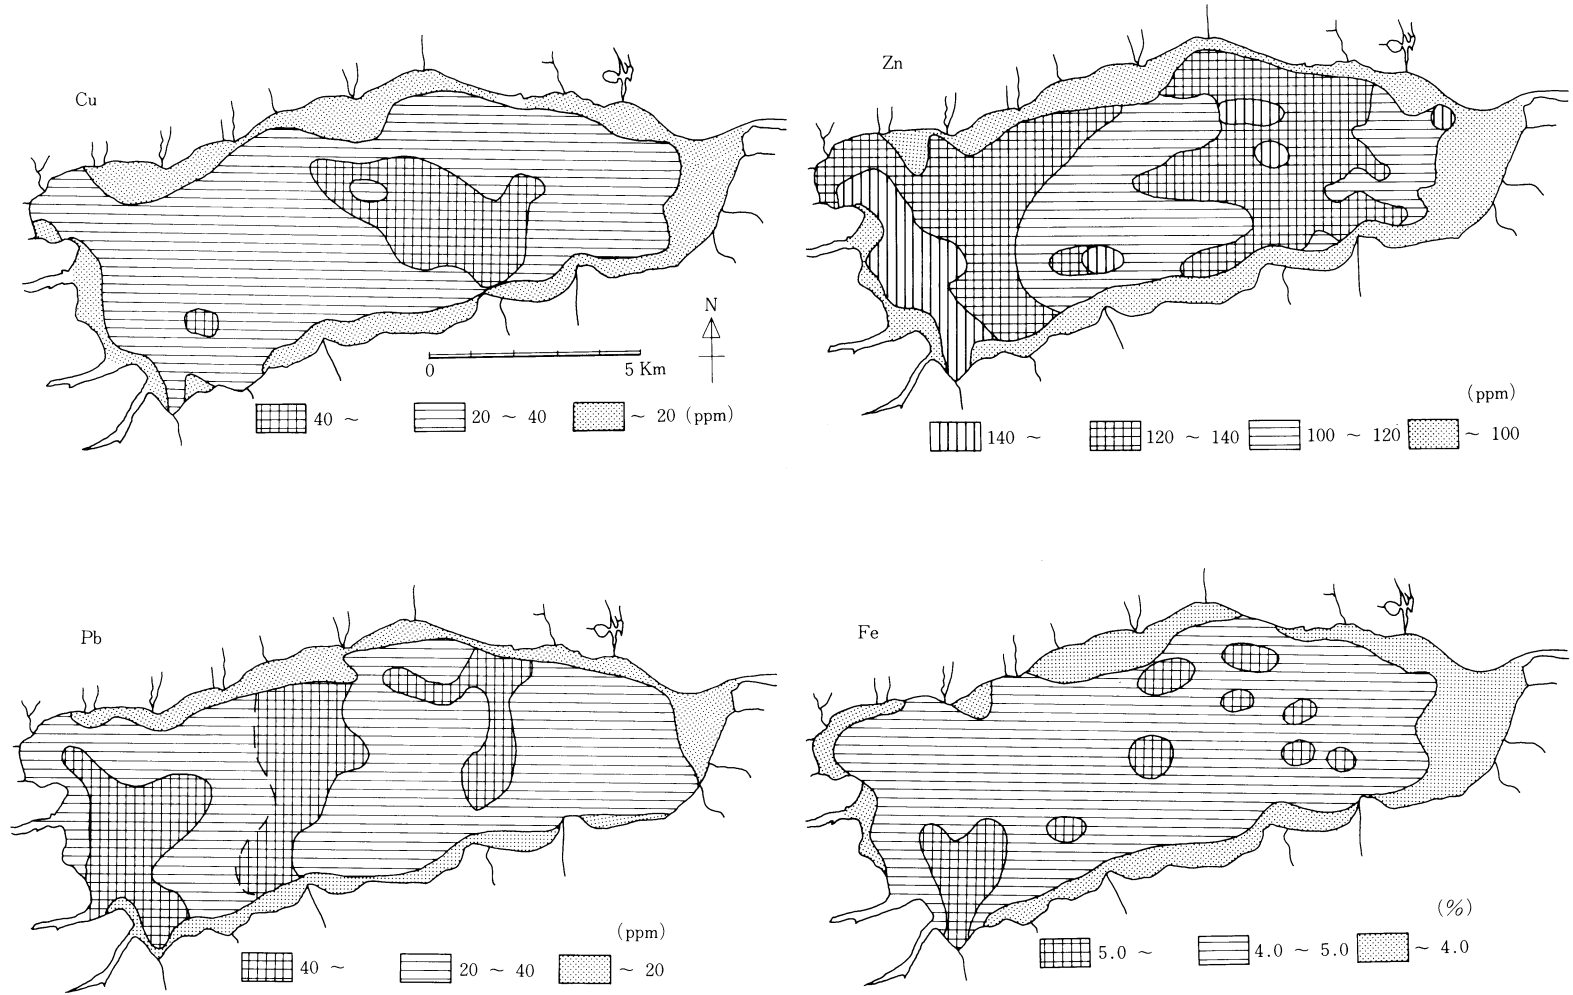 Cu
N
0 5 Km
40 ~ 20 ~ 40 ~ 20 (ppm)
Zn
(ppm)
140 ~ 120 ~ 140 100 ~ 120 ~ 100
Pb
(ppm)
40 ~ 20 ~ 40 ~ 20
Fe
(%)
5.0 ~ 4.0 ~ 5.0 ~ 4.0